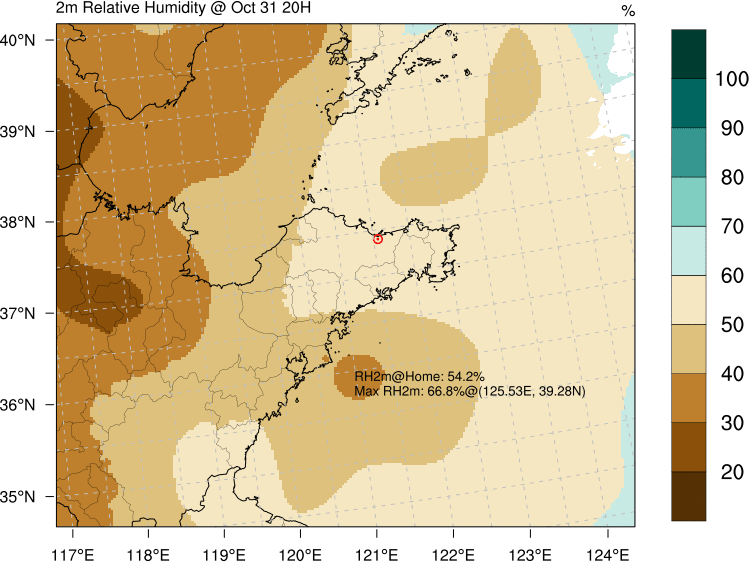 2m Relative Humidity @ Oct 31 20H
%
40°N
39°N
38°N
37°N
36°N
35°N
RH2m@Home: 54.2%
Max RH2m: 66.8%@(125.53E, 39.28N)
117°E 118°E 119°E 120°E 121°E 122°E 123°E 124°E
100
90
80
70
60
50
40
30
20